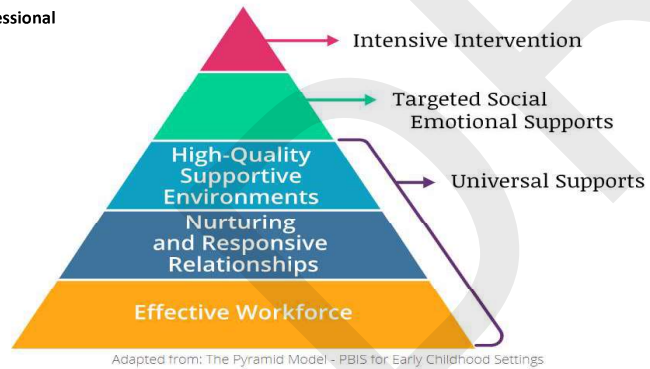 essional
Intensive Intervention
Targeted Social
Emotional Supports
High-Quality
Supportive
Environments
Universal Supports
Nurturing
and Responsive
Relationships
Effective Workforce
Adapted from: The Pyramid Model - PBIS for Early Childhood Settings